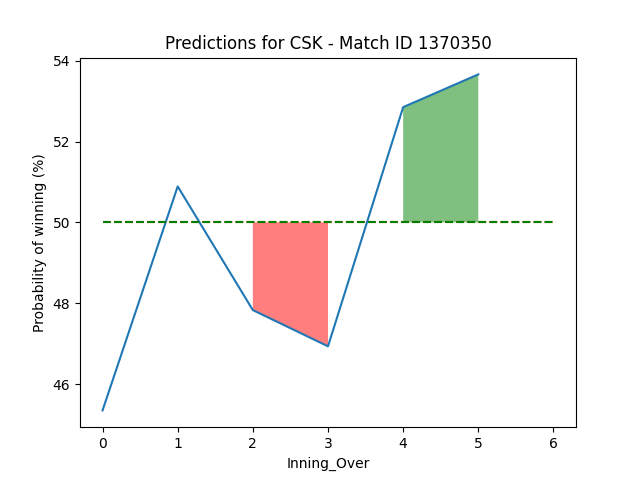 Predictions for CSK - Match ID 1370350
Probability of winning (%)
54
52
50
48
46
0 1 2 3 4 5 6
Inning_Over